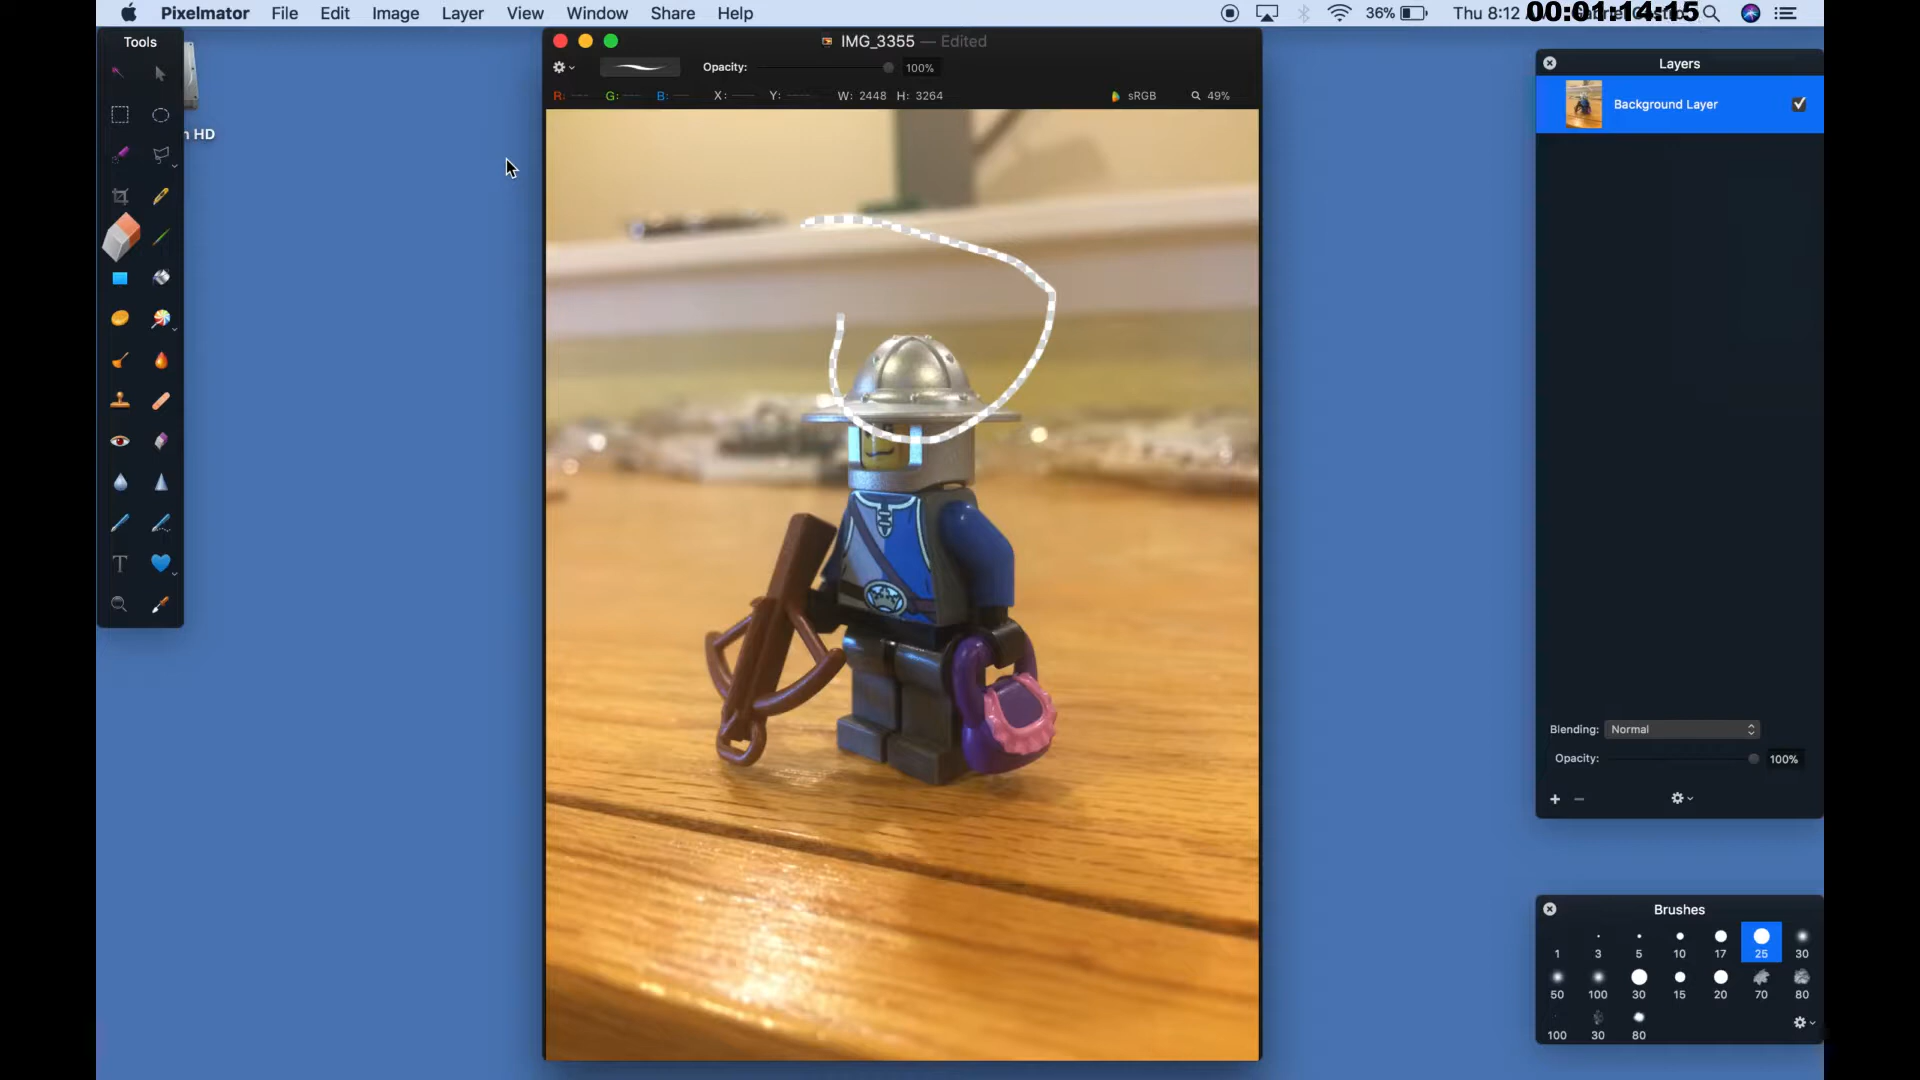 Pixelmator File Edit Image Layer View Window Share Help 36% Thu 8:12 00:01:14:15
Tools
n HD
IMG_3355 — Edited
Opacity: 100%
R: G: B: X: Y: W: 2448 H: 3264 sRGB 49%
T
Layers
Background Layer
Blending: Normal
Opacity: 100%
Brushes
1 3 5 10 17 25 30
50 100 30 15 20 70 80
100 30 80